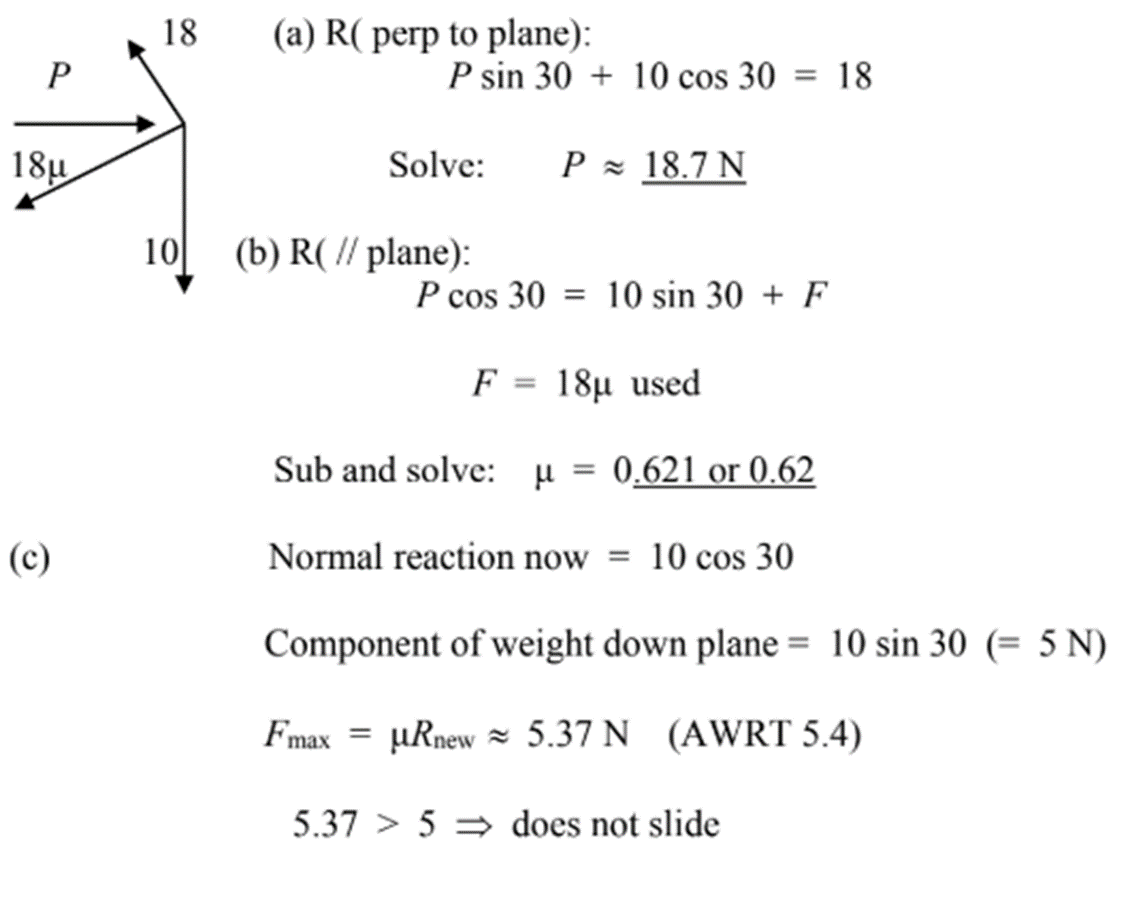 18
P
18μ
10
(a) R( perp to plane):
P sin 30 + 10 cos 30 = 18
Solve: P ≈ 18.7 N
(b) R( // plane):
P cos 30 = 10 sin 30 + F
F = 18μ used
Sub and solve: μ = 0.621 or 0.62
(c) Normal reaction now = 10 cos 30
Component of weight down plane = 10 sin 30 (= 5 N)
Fmax = μRnew ≈ 5.37 N (AWRT 5.4)
5.37 > 5 ⇒ does not slide